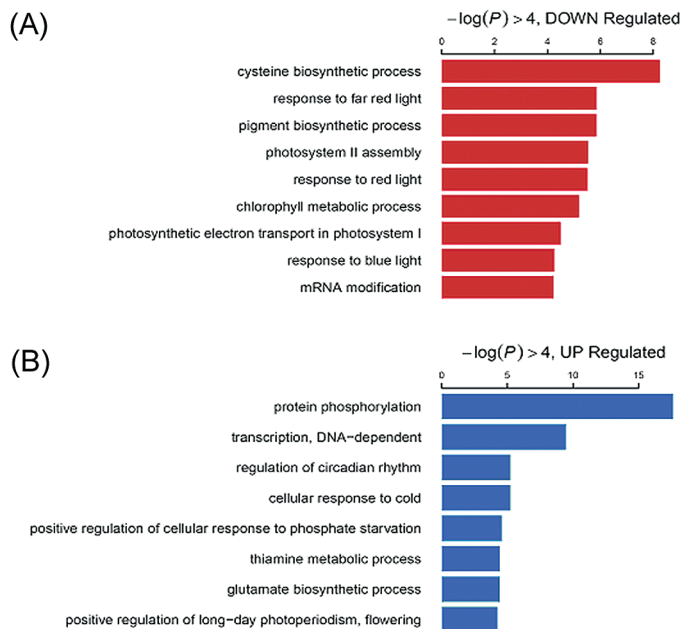 (A)
−log(P) > 4, DOWN Regulated
0 2 4 6 8
cysteine biosynthetic process
response to far red light
pigment biosynthetic process
photosystem II assembly
response to red light
chlorophyll metabolic process
photosynthetic electron transport in photosystem I
response to blue light
mRNA modification
(B)
−log(P) > 4, UP Regulated
0 5 10 15
protein phosphorylation
transcription, DNA−dependent
regulation of circadian rhythm
cellular response to cold
positive regulation of cellular response to phosphate starvation
thiamine metabolic process
glutamate biosynthetic process
positive regulation of long−day photoperiodism, flowering